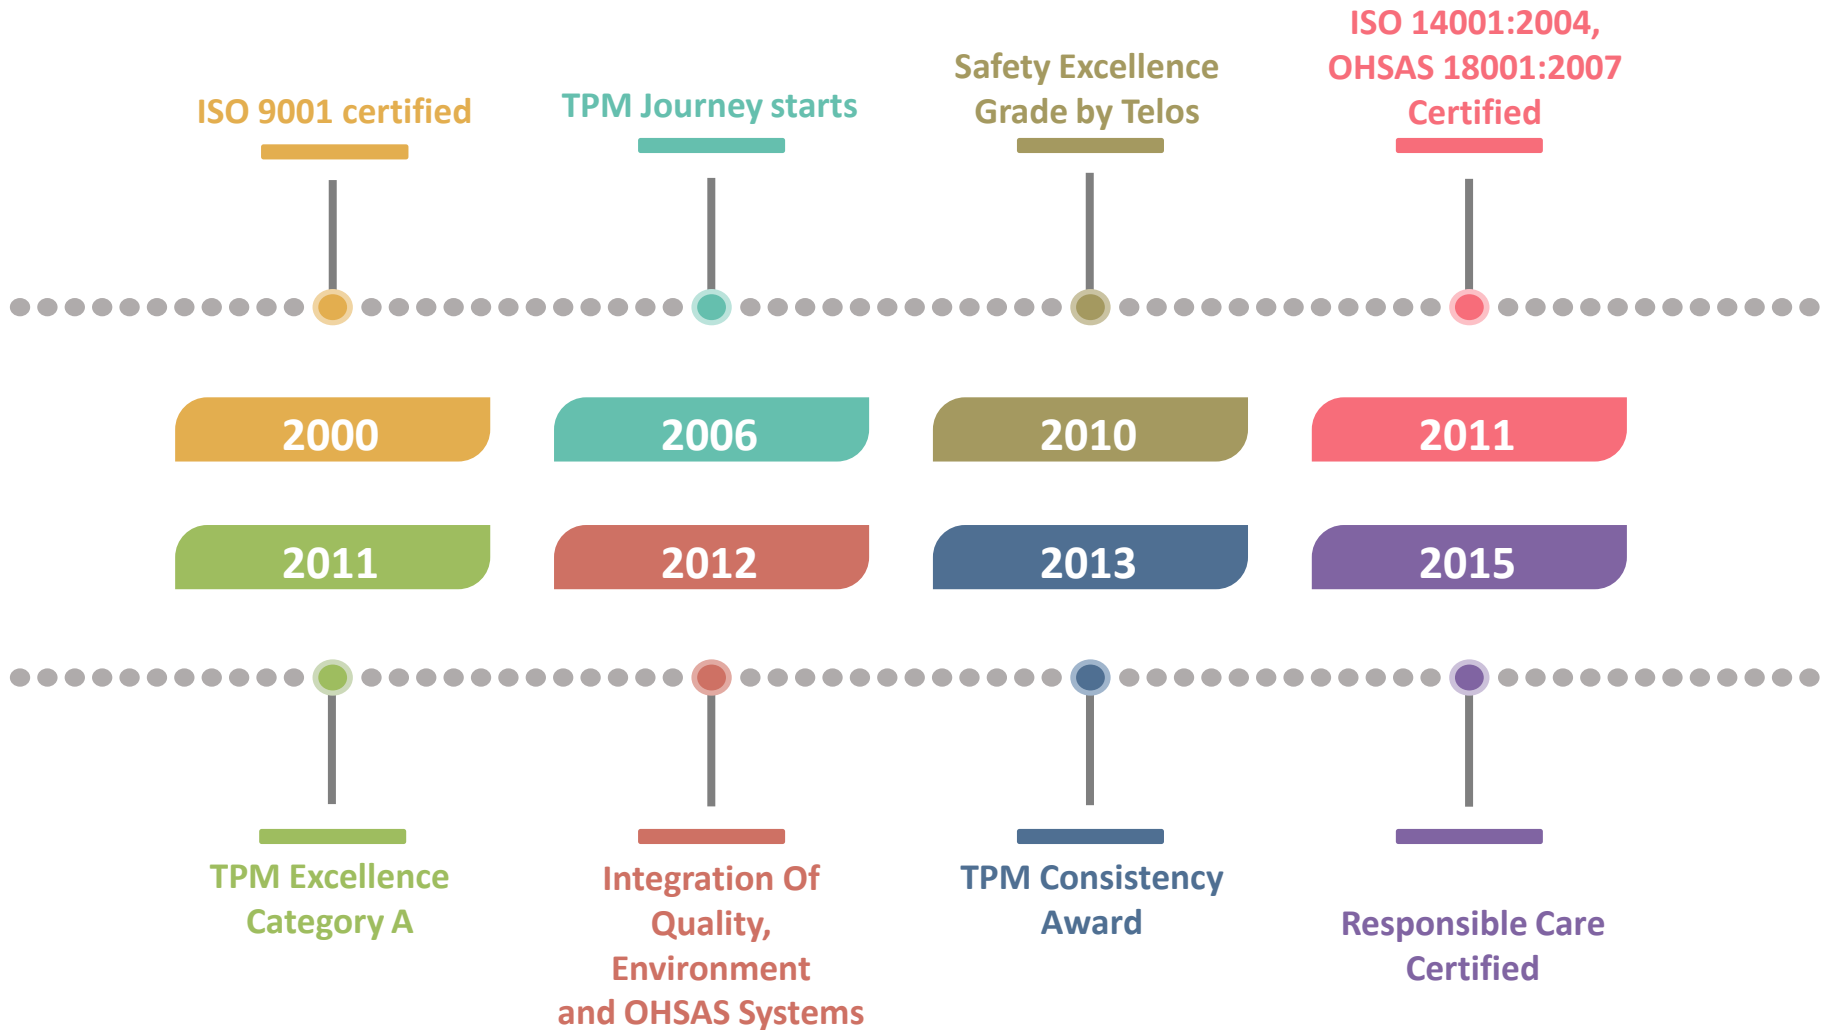 ISO 9001 certified
TPM Journey starts
Safety Excellence
Grade by Telos
ISO 14001:2004,
OHSAS 18001:2007
Certified
2000
2006
2010
2011
2011
2012
2013
2015
TPM Excellence
Category A
Integration Of
Quality,
Environment
and OHSAS Systems
TPM Consistency
Award
Responsible Care
Certified